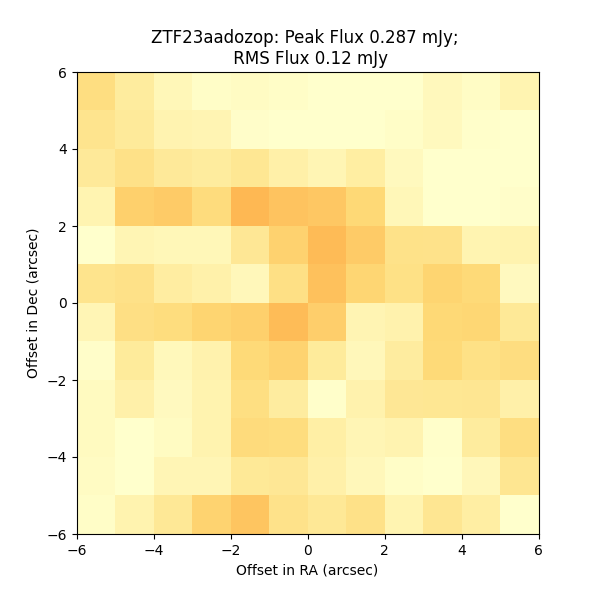 ZTF23aadozop: Peak Flux 0.287 mJy;
RMS Flux 0.12 mJy
6
4
2
0
−2
−4
−6
Offset in Dec (arcsec)
−6 −4 −2 0 2 4 6
Offset in RA (arcsec)